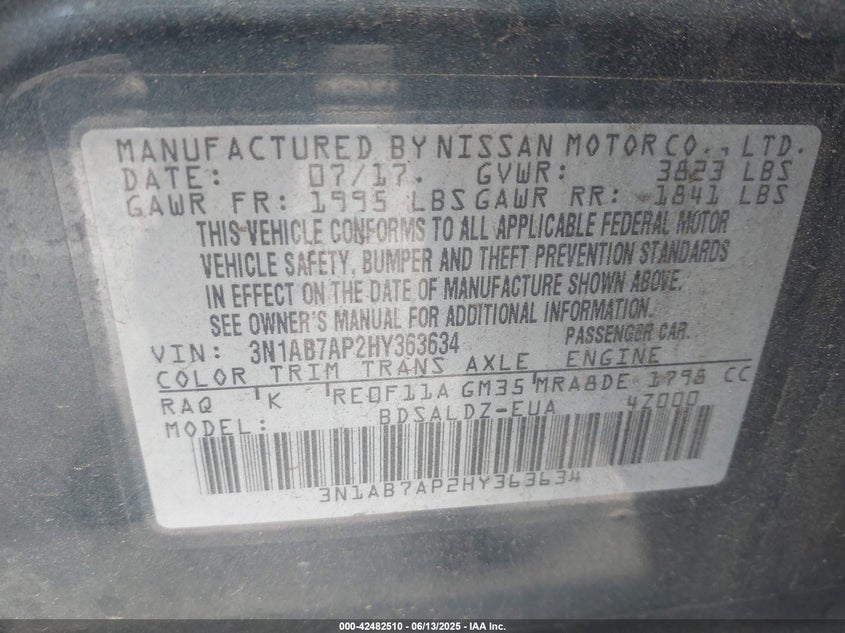 MANUFACTURED BY NISSAN MOTOR CO., LTD.
DATE: 07/17. GVWR: 3823 LBS
GAWR FR: 1995 LBS GAWR RR: 1841 LBS
THIS VEHICLE CONFORMS TO ALL APPLICABLE FEDERAL MOTOR
VEHICLE SAFETY, BUMPER AND THEFT PREVENTION STANDARDS
IN EFFECT ON THE DATE OF MANUFACTURE SHOWN ABOVE.
SEE OWNER'S MANUAL FOR ADDITIONAL INFORMATION.
VIN: 3N1AB7AP2HY363634 PASSENGER CAR.
COLOR TRIM TRANS AXLE ENGINE
RAQ K RE0F11A GM35 MRA8DE 1798 CC
MODEL: BDSALDZ-EUA 47000
3N1AB7AP2HY363634
000-42482510 - 06/13/2025 - IAA Inc.